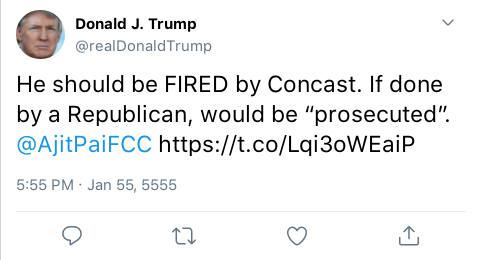 Donald J. Trump
@realDonaldTrump
He should be FIRED by Concast. If done
by a Republican, would be “prosecuted”.
@AjitPaiFCC https://t.co/Lqi3oWEaiP
5:55 PM · Jan 55, 5555